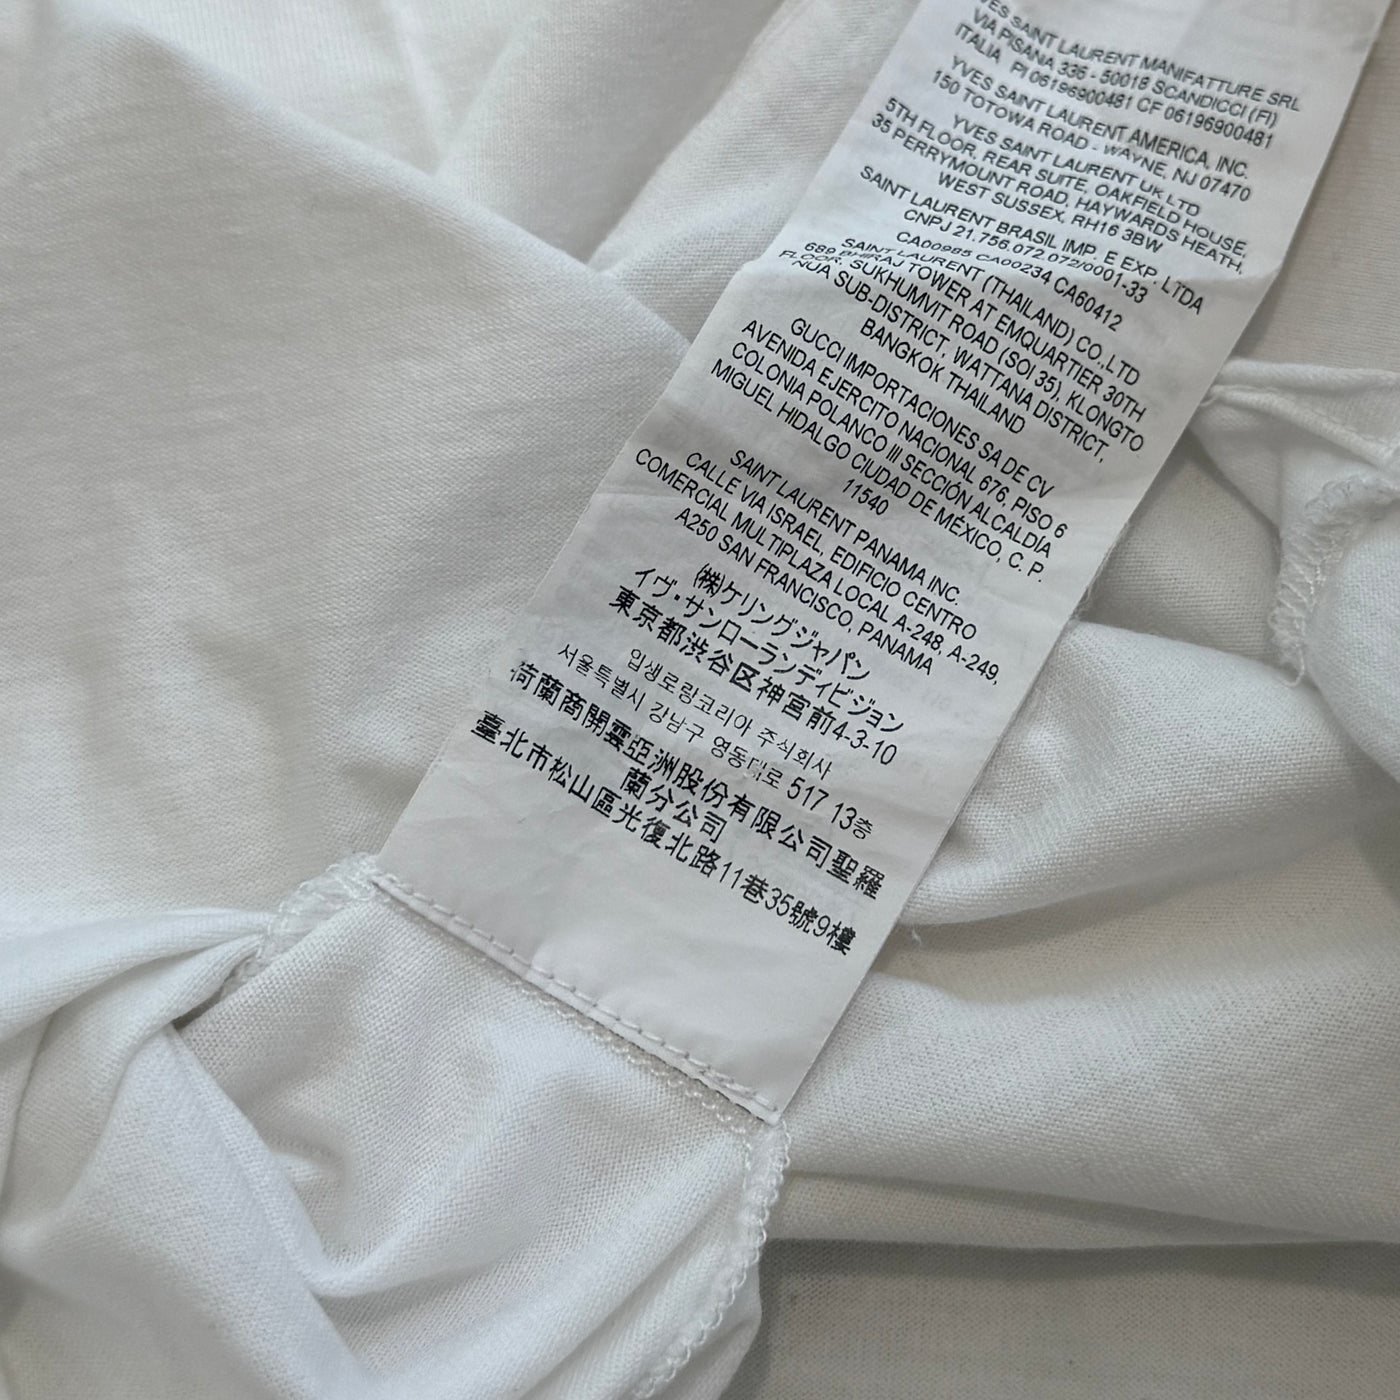 YVES SAINT LAURENT MANIFATTURE SRL
VIA PISANA 336 - 50018 SCANDICCI (FI)
ITALIA PI 06196900481 CF 06196900481
YVES SAINT LAURENT AMERICA, INC.
150 TOTOWA ROAD - WAYNE, NJ 07470
YVES SAINT LAURENT UK LTD
5TH FLOOR, REAR SUITE, OAKFIELD HOUSE,
35 PERRYMOUNT ROAD, HAYWARDS HEATH,
WEST SUSSEX, RH16 3BW
SAINT LAURENT BRASIL IMP. E EXP. LTDA
CNPJ 21.756.072.072/0001-33
CA00985 CA00234 CA60412
SAINT LAURENT (THAILAND) CO.,LTD
689 BHIRAJ TOWER AT EMQUARTIER 30TH
FLOOR, SUKHUMVIT ROAD (SOI 35), KLONGTO
NUA SUB-DISTRICT, WATTANA DISTRICT,
BANGKOK THAILAND
GUCCI IMPORTACIONES SA DE CV
AVENIDA EJERCITO NACIONAL 676, PISO 6
COLONIA POLANCO III SECCIÓN ALCALDÍA
MIGUEL HIDALGO CIUDAD DE MÉXICO, C. P.
11540
SAINT LAURENT PANAMA INC.
CALLE VIA ISRAEL, EDIFICIO CENTRO
COMERCIAL MULTIPLAZA LOCAL A-248, A-249,
A250 SAN FRANCISCO, PANAMA
(株)ケリングジャパン
イヴ・サンローランディビジョン
東京都渋谷区神宮前4-3-10
입생로랑코리아 주식회사
서울특별시 강남구 영동대로 517 13층
荷蘭商開雲亞洲股份有限公司聖羅
蘭分公司
臺北市松山區光復北路11巷35號9樓